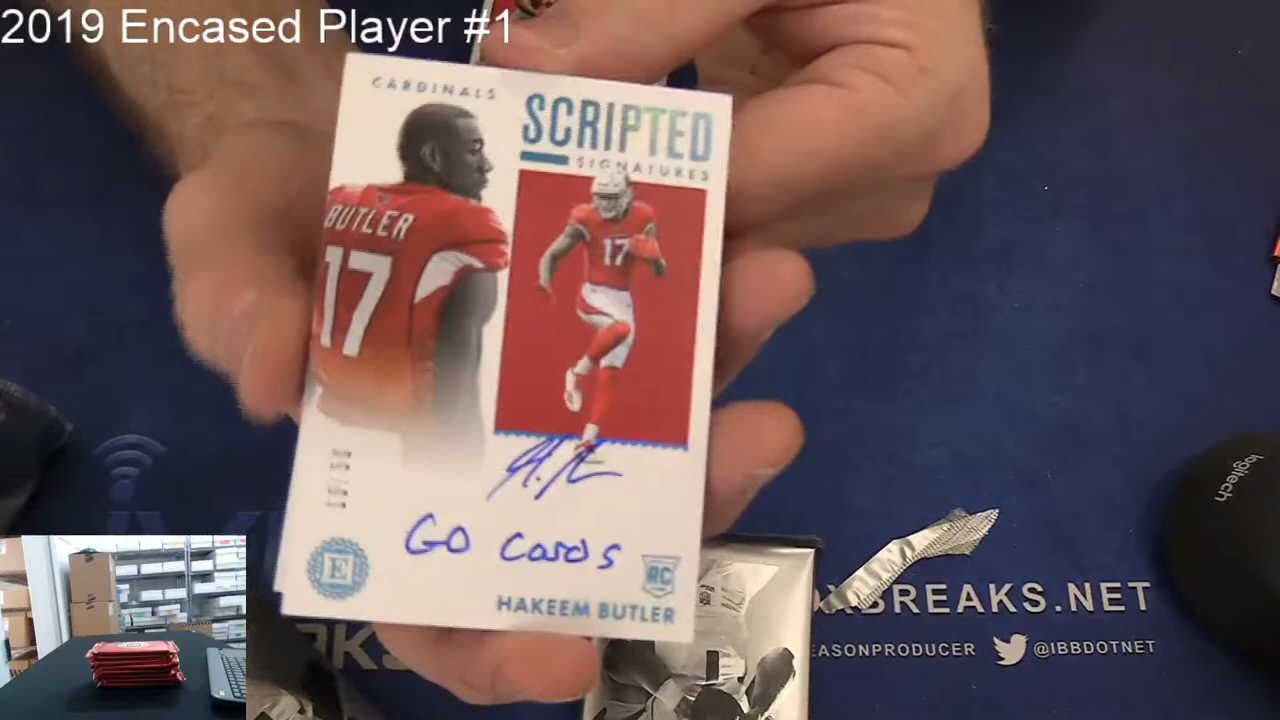 2019 Encased Player #1
CARDINALS
SCRIPTED
SIGNATURES
BUTLER
17
17
GO Cards
E
RC
HAKEEM BUTLER
BREAKS.NET
EASONPRODUCER
@IBBDOTNET
logitech